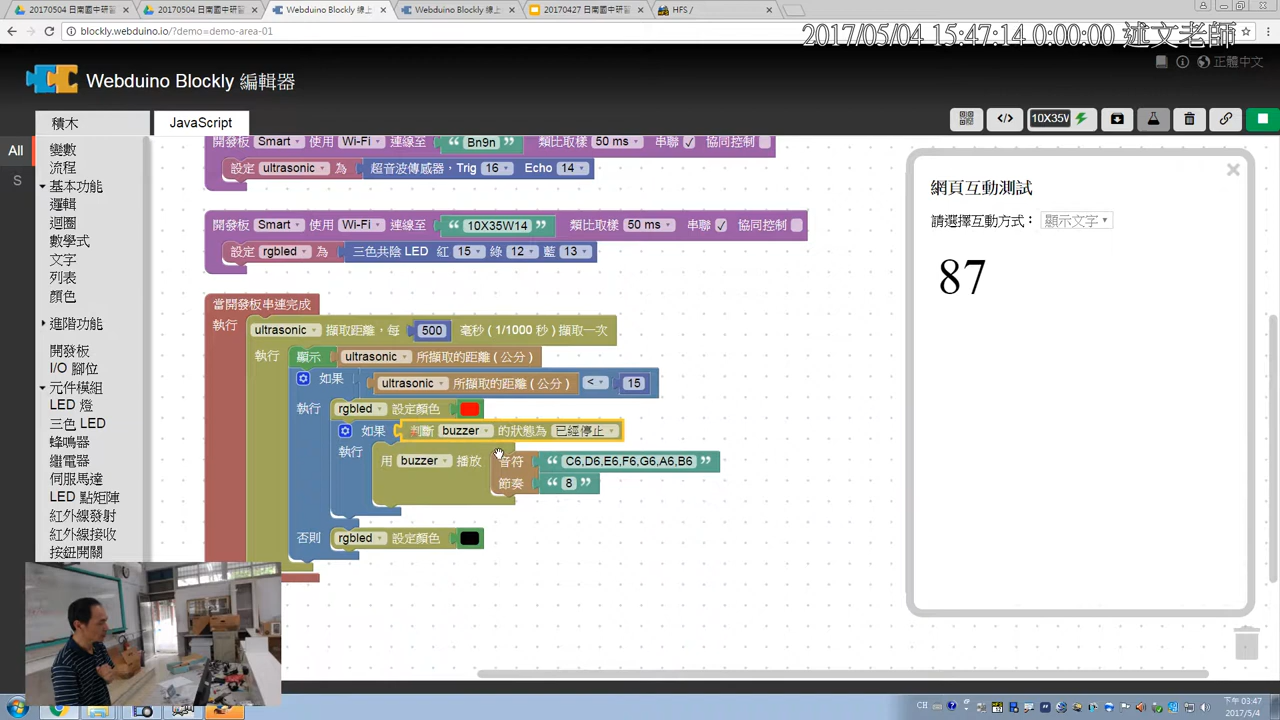 20170504 日南國中研
20170504 日南國中研
Webduino Blockly 線上
Webduino Blockly 線上
20170427 日南國中研
HFS /
blockly.webduino.io/?demo=demo-area-01
2017/05/04 15:47:14 0:00:00 述文老師
Webduino Blockly 編輯器
正體中文
積木
JavaScript
10X35V
All
S
變數
流程
基本功能
邏輯
迴圈
數學式
文字
列表
顏色
進階功能
開發板
I/O 腳位
元件模組
LED 燈
三色 LED
蜂鳴器
繼電器
伺服馬達
LED 點矩陣
紅外線發射
紅外線接收
按鈕開關
開發板 Smart 使用 Wi-Fi 連線至 “ Bn9n ” 類比取樣 50 ms 串聯 協同控制
設定 ultrasonic 為 超音波傳感器，Trig 16 Echo 14
開發板 Smart 使用 Wi-Fi 連線至 “ 10X35W14 ” 類比取樣 50 ms 串聯 協同控制
設定 rgbled 為 三色共陰 LED 紅 15 綠 12 藍 13
當開發板串連完成
執行 ultrasonic 擷取距離，每 500 毫秒 ( 1/1000 秒 ) 擷取一次
執行 顯示 ultrasonic 所擷取的距離 ( 公分 )
如果 ultrasonic 所擷取的距離 ( 公分 ) < 15
執行 rgbled 設定顏色
如果 判斷 buzzer 的狀態為 已經停止
執行 用 buzzer 播放 音符 “ C6,D6,E6,F6,G6,A6,B6 ”
節奏 “ 8 ”
否則 rgbled 設定顏色
網頁互動測試
請選擇互動方式： 顯示文字
87
CH
下午 03:47
2017/5/4